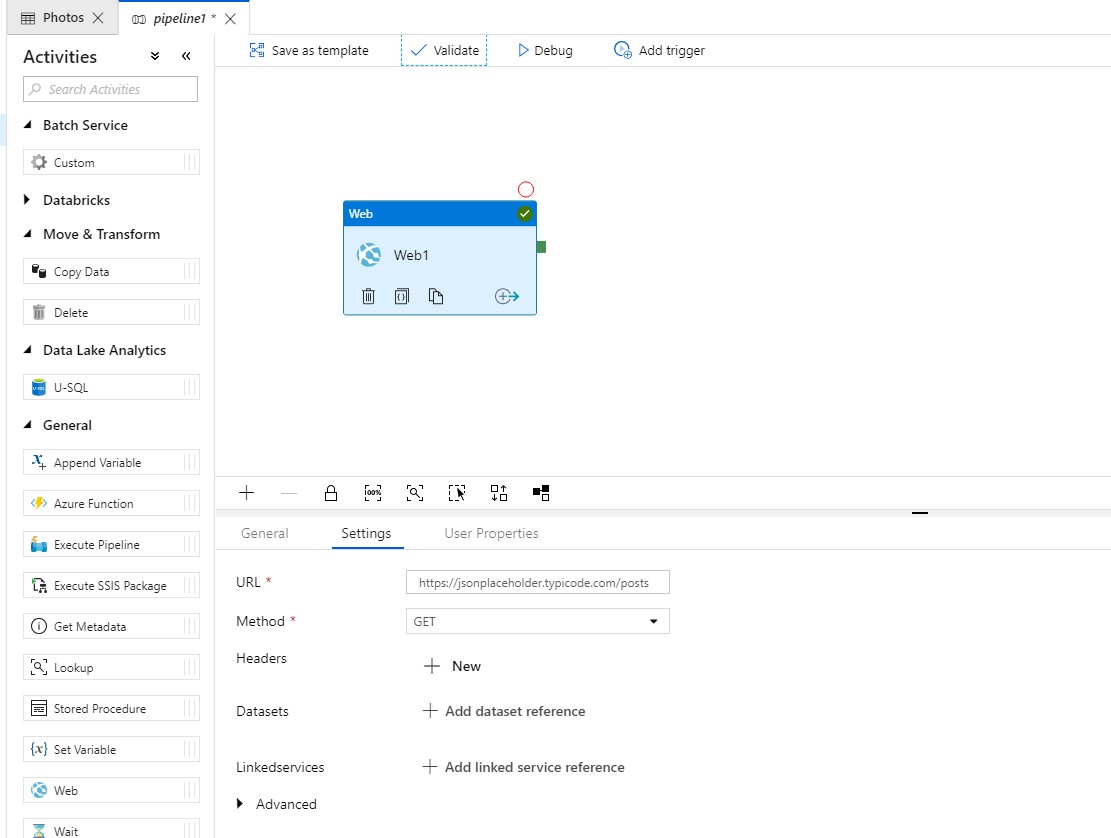 Photos
pipeline1 *
Activities
Search Activities
Batch Service
Custom
Databricks
Move & Transform
Copy Data
Delete
Data Lake Analytics
U-SQL
General
Append Variable
Azure Function
Execute Pipeline
Execute SSIS Package
Get Metadata
Lookup
Stored Procedure
Set Variable
Web
Wait
Save as template
Validate
Debug
Add trigger
Web
Web1
100%
General
Settings
User Properties
URL *
https://jsonplaceholder.typicode.com/posts
Method *
GET
Headers
New
Datasets
Add dataset reference
Linkedservices
Add linked service reference
Advanced